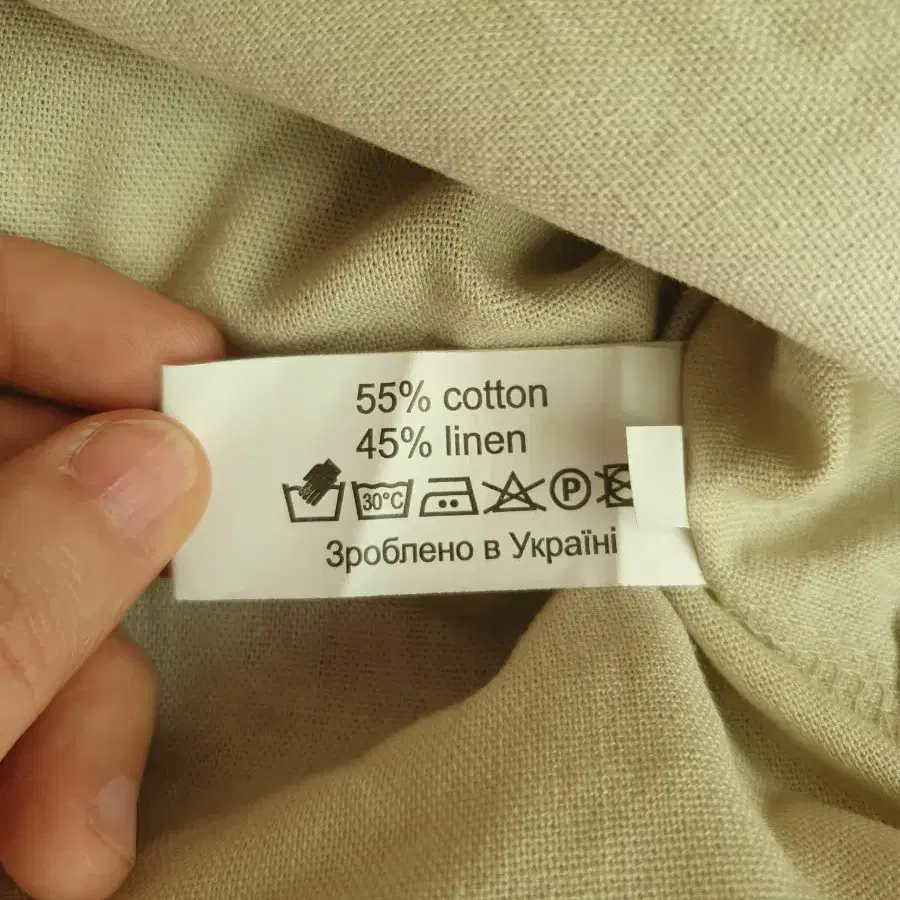 55% cotton
45% linen
30°C P
Зроблено в Україні